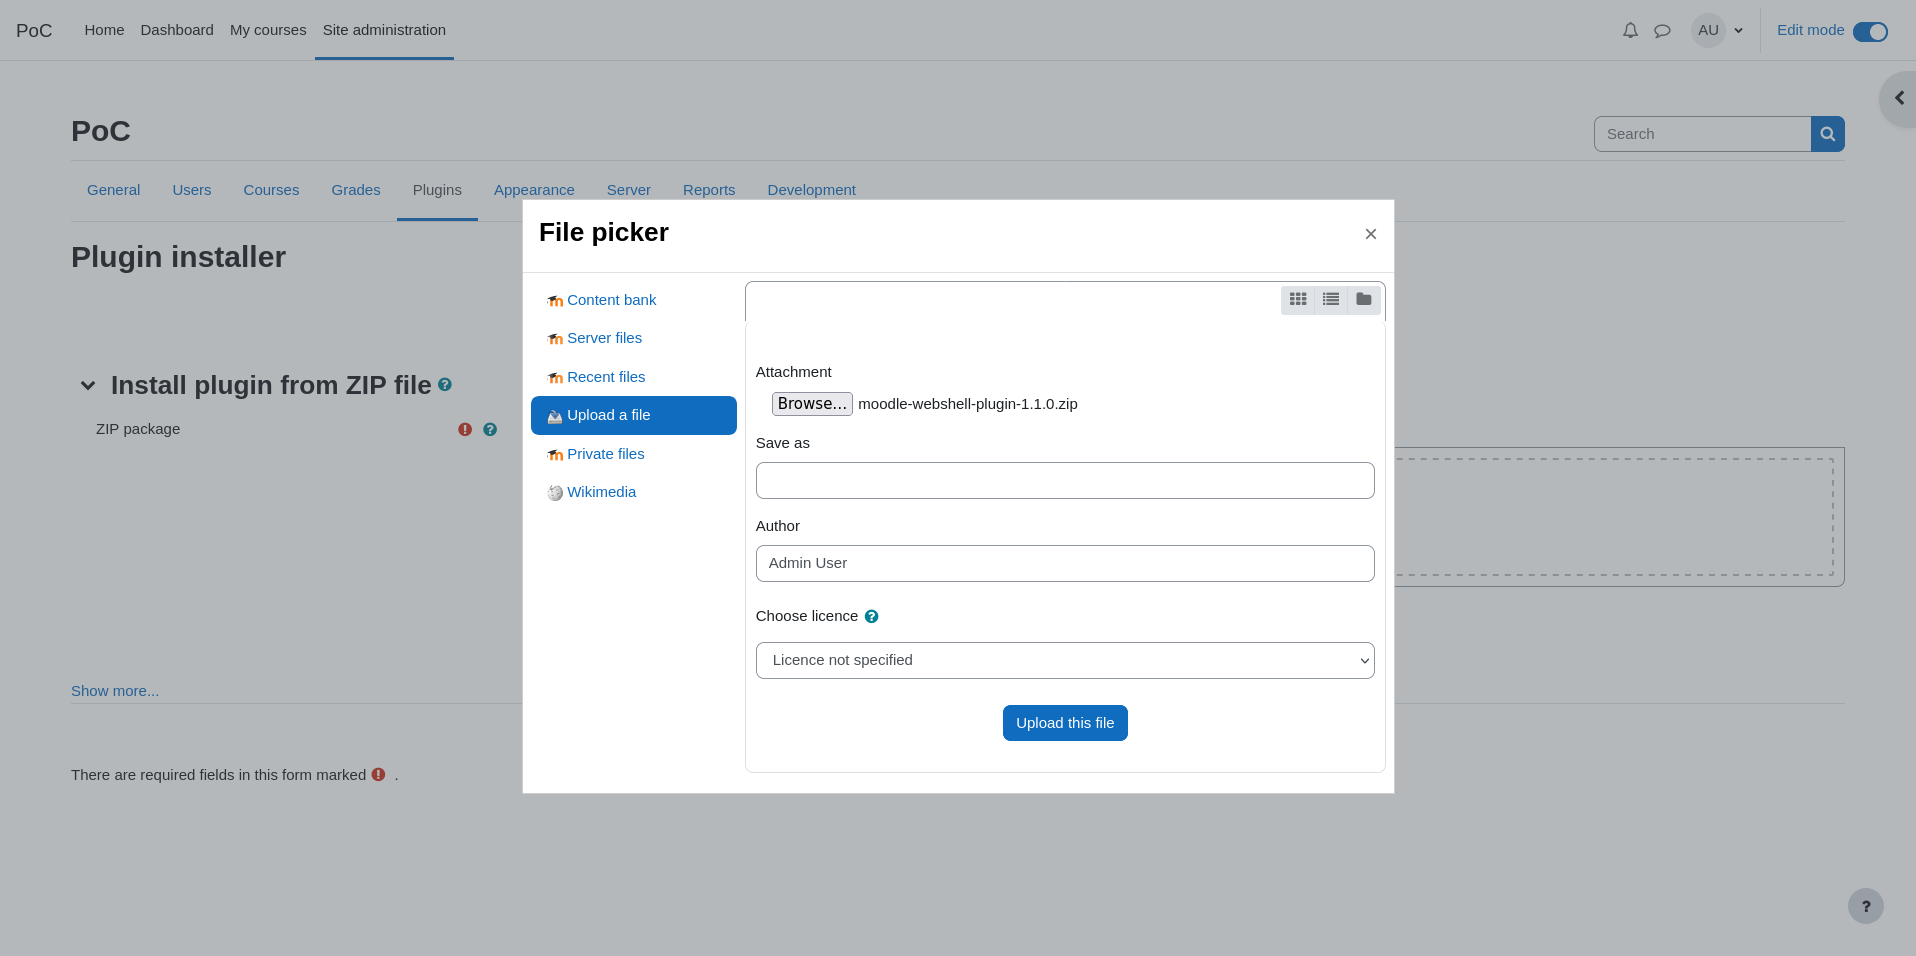 PoC Home Dashboard My courses Site administration AU Edit mode
PoC
Search
General Users Courses Grades Plugins Appearance Server Reports Development
Plugin installer
Install plugin from ZIP file
ZIP package
Show more...
There are required fields in this form marked .
File picker
×
Content bank
Server files
Recent files
Upload a file
Private files
Wikimedia
Attachment
Browse... moodle-webshell-plugin-1.1.0.zip
Save as
Author
Admin User
Choose licence ?
Licence not specified
Upload this file
?